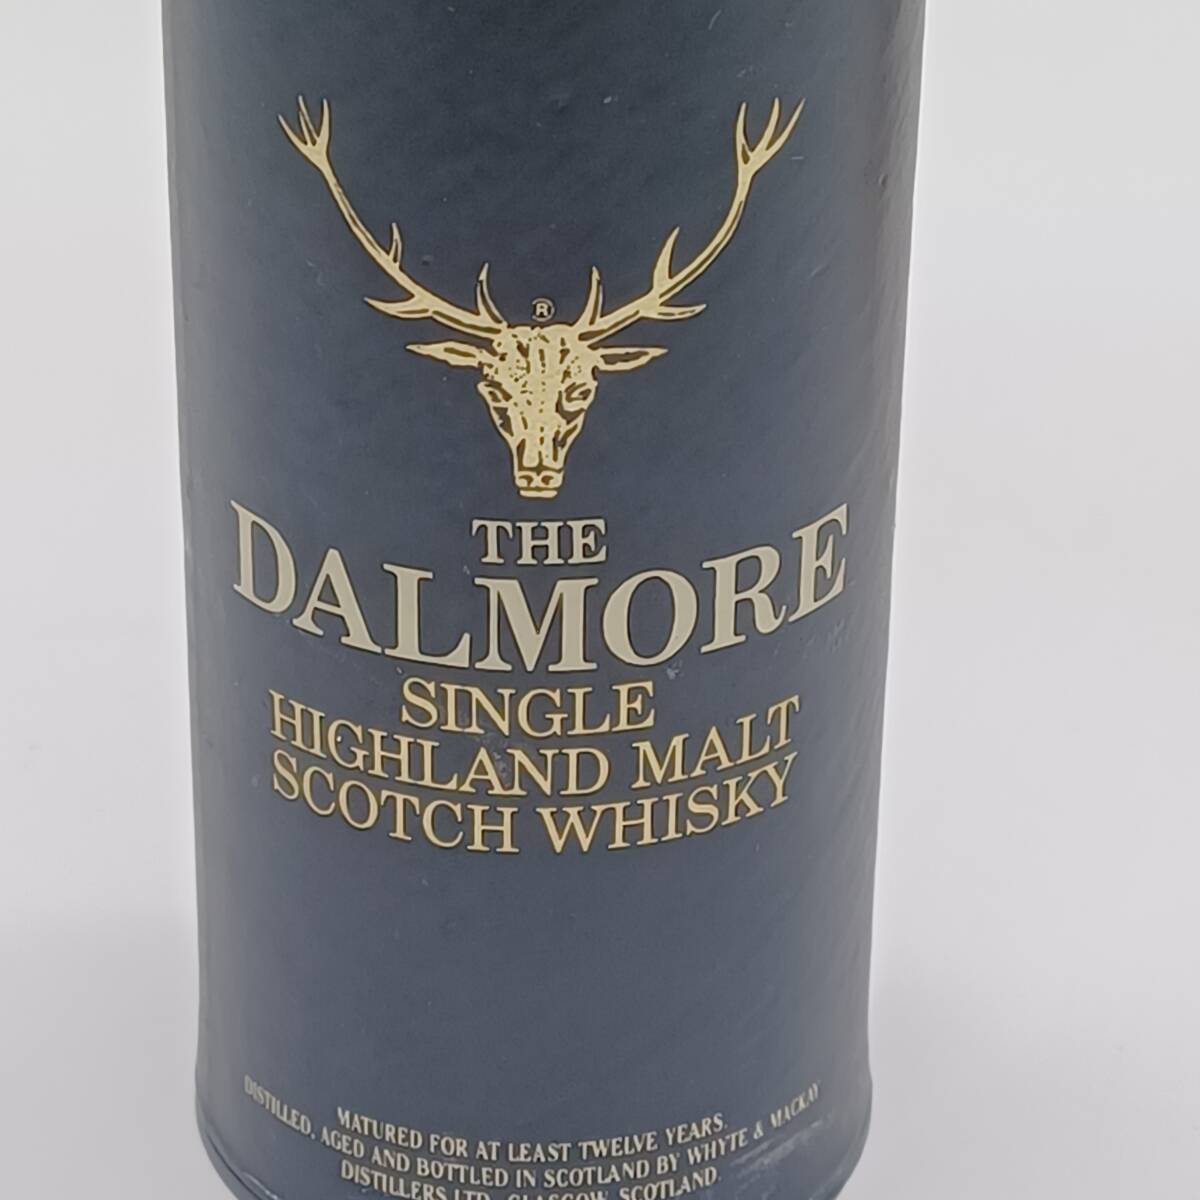 ®
THE
DALMORE
SINGLE
HIGHLAND MALT
SCOTCH WHISKY
MATURED FOR AT LEAST TWELVE YEARS.
DISTILLED, AGED AND BOTTLED IN SCOTLAND BY WHYTE & MACKAY
DISTILLERS LTD., GLASGOW, SCOTLAND.